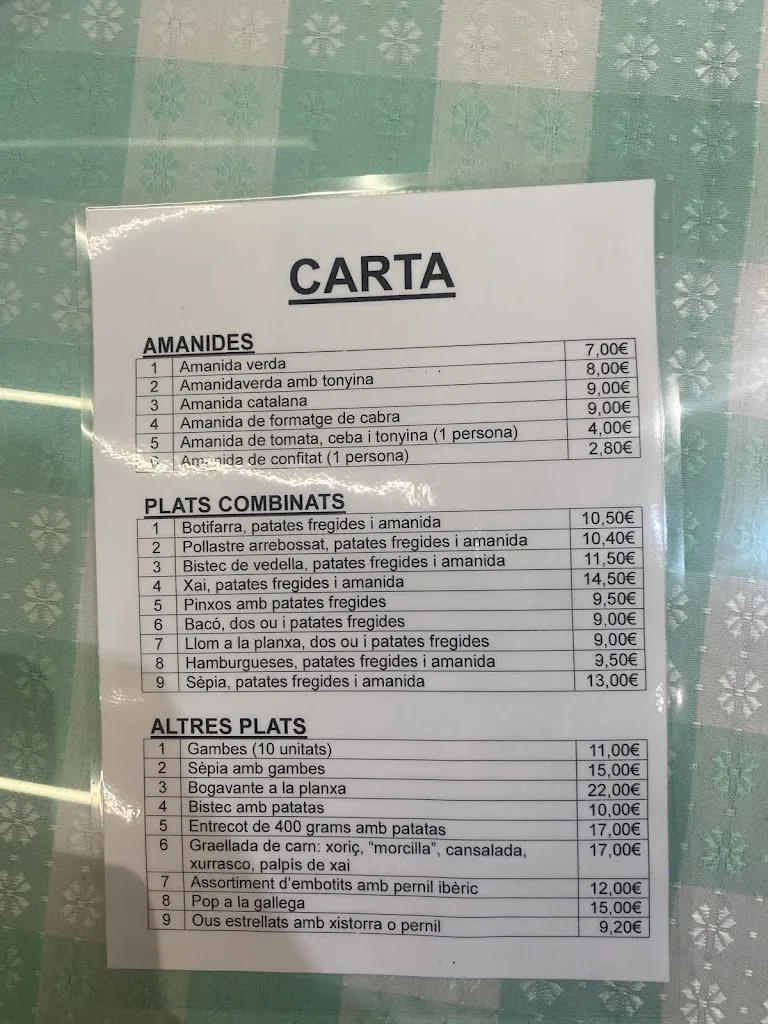 CARTA
AMANIDES
1 Amanida verda 7,00€
2 Amanidaverda amb tonyina 8,00€
3 Amanida catalana 9,00€
4 Amanida de formatge de cabra 9,00€
5 Amanida de tomata, ceba i tonyina (1 persona) 4,00€
6 Amanida de confitat (1 persona) 2,80€
PLATS COMBINATS
1 Botifarra, patates fregides i amanida 10,50€
2 Pollastre arrebossat, patates fregides i amanida 10,40€
3 Bistec de vedella, patates fregides i amanida 11,50€
4 Xai, patates fregides i amanida 14,50€
5 Pinxos amb patates fregides 9,50€
6 Bacó, dos ou i patates fregides 9,00€
7 Llom a la planxa, dos ou i patates fregides 9,00€
8 Hamburgueses, patates fregides i amanida 9,50€
9 Sèpia, patates fregides i amanida 13,00€
ALTRES PLATS
1 Gambes (10 unitats) 11,00€
2 Sèpia amb gambes 15,00€
3 Bogavante a la planxa 22,00€
4 Bistec amb patatas 10,00€
5 Entrecot de 400 grams amb patatas 17,00€
6 Graellada de carn: xoriç, “morcilla”, cansalada, 17,00€
xurrasco, palpis de xai
7 Assortiment d'embotits amb pernil ibèric 12,00€
8 Pop a la gallega 15,00€
9 Ous estrellats amb xistorra o pernil 9,20€